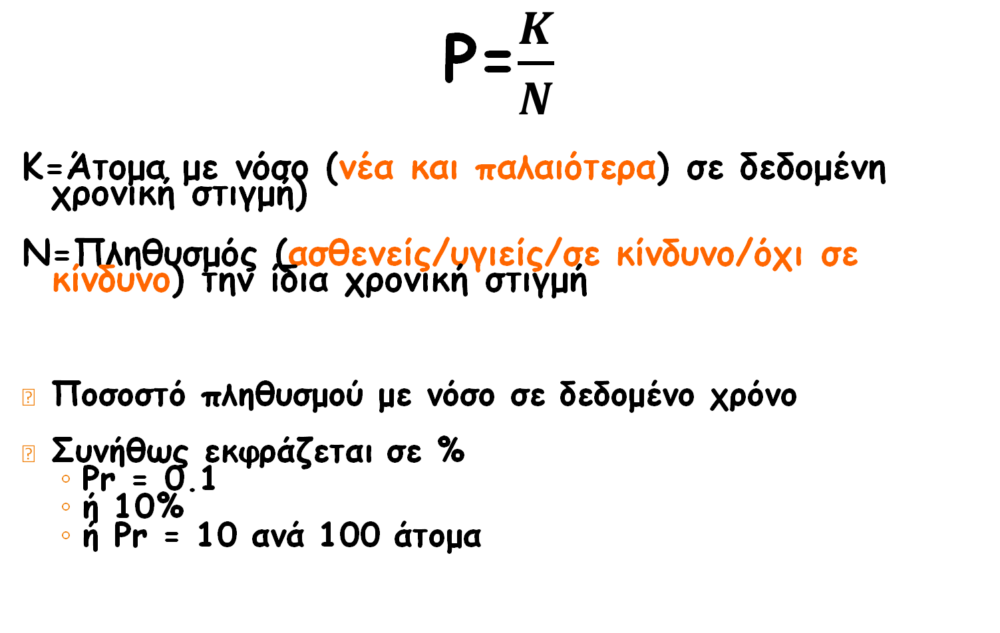 P=K/N
Κ=Άτομα με νόσο (νέα και παλαιότερα) σε δεδομένη
χρονική στιγμή)
Ν=Πληθυσμός (ασθενείς/υγιείς/σε κίνδυνο/όχι σε
κίνδυνο) την ίδια χρονική στιγμή
Ποσοστό πληθυσμού με νόσο σε δεδομένο χρόνο
Συνήθως εκφράζεται σε %
Pr = 0.1
ή 10%
ή Pr = 10 ανά 100 άτομα